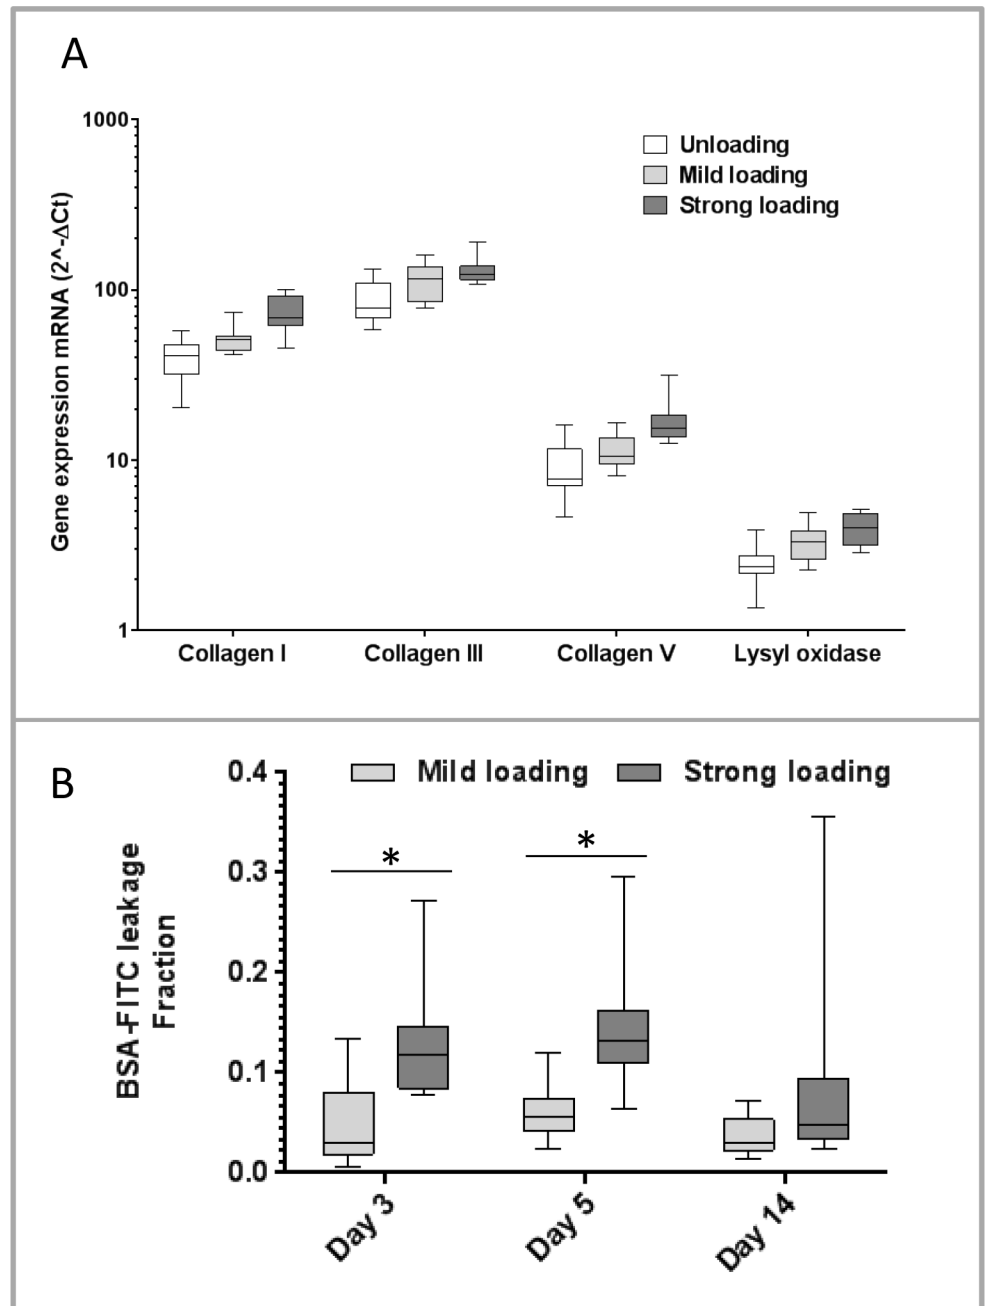 A
1000
100
10
1
Gene expression mRNA (2^-ΔCt)
Unloading
Mild loading
Strong loading
Collagen I
Collagen III
Collagen V
Lysyl oxidase
B
Mild loading
Strong loading
0.4
0.3
0.2
0.1
0.0
BSA-FITC leakage
Fraction
*
*
Day 3
Day 5
Day 14